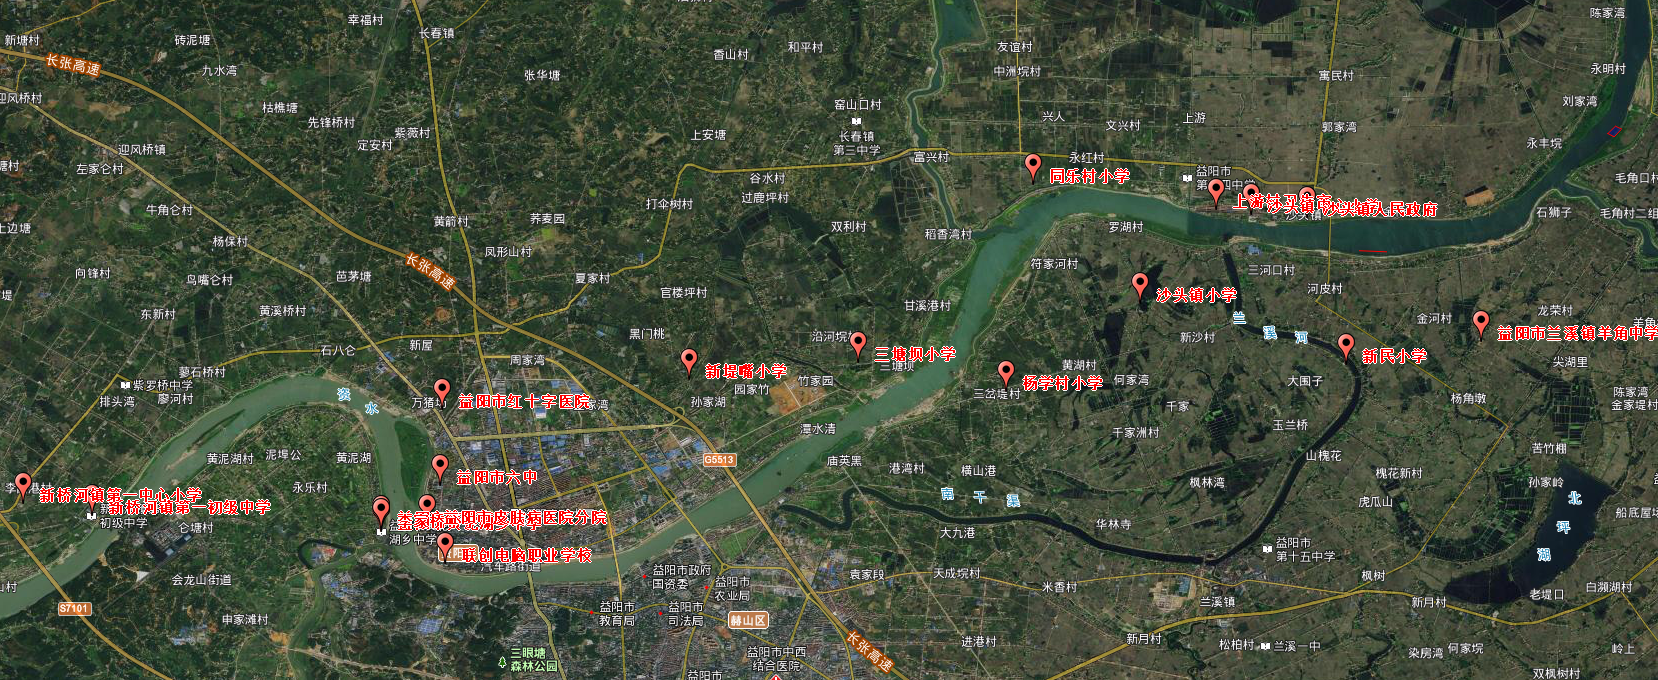 幸福村
陈家湾
新塘村
砖泥塘
长春镇
和平村
友谊村
香山村
长张高速
九水湾
张华塘
中洲垸村
寓民村
永明村
迎风桥村
枯樵塘
窑山口村
刘家湾
先锋桥村
紫薇村
上安塘
长春镇
第三中学
兴人
文兴村
上游
郭家湾
定安村
永丰垸
迎风桥镇
左家仑村
富兴村
永红村
谷水村
同乐村小学
益阳市
毛角口村
过鹿坪村
打伞树村
牛角仑村
黄箭村
荞麦园
沙头镇人民政府
石狮子
毛角村二组
上边塘
双利村
稻香湾村
罗湖村
杨保村
凤形山村
长张高速
向锋村
鸟嘴仑村
芭茅塘
夏家村
符家河村
三河口村
官楼坪村
沙头镇小学
河皮村
东新村
黄溪桥村
甘溪港村
兰溪河
金河村
龙荣村
黑门桃
新沙村
益阳市兰溪镇羊角中学
新屋
石八仑
三塘坝小学
三塘坝
新民小学
周家湾
尖湖里
蓼石桥村
新堤嘴小学
黄湖村
紫罗桥中学
廖河村
竹家园
杨学村小学
何家湾
大围子
园家竹
三岔堤村
陈家湾
金家堤村
排头湾
资水
益阳市红十字医院
孙家湖
千家
杨角墩
潭水清
千家洲村
玉兰桥
苦竹棚
黄泥湖村
泥埠公
黄泥湖
G5513
庙英黑
港湾村
横山港
山槐花
槐花新村
益阳市六中
枫林湾
孙家岭
新桥河镇第一中心小学
永乐村
南干渠
虎瓜山
北坪湖
新桥河镇第一初级中学
初级中学
仑塘村
益阳市皮肤病医院分院
华林寺
大九港
湖乡中学
联创电脑职业学校
汽车路街道
益阳市
第十五中学
会龙山街道
益阳市政府
国资委
益阳市
农业局
袁家段
天成垸村
米香村
枫树
白濒湖村
老堤口
S7101
申家滩村
益阳市
教育局
益阳市
司法局
赫山区
兰溪镇
新月村
长张高速
进港村
新月村
松柏村
兰溪一中
三眼塘
森林公园
益阳市中西
结合医院
染房湾
何家垸
岭上
益阳市
双枫树村